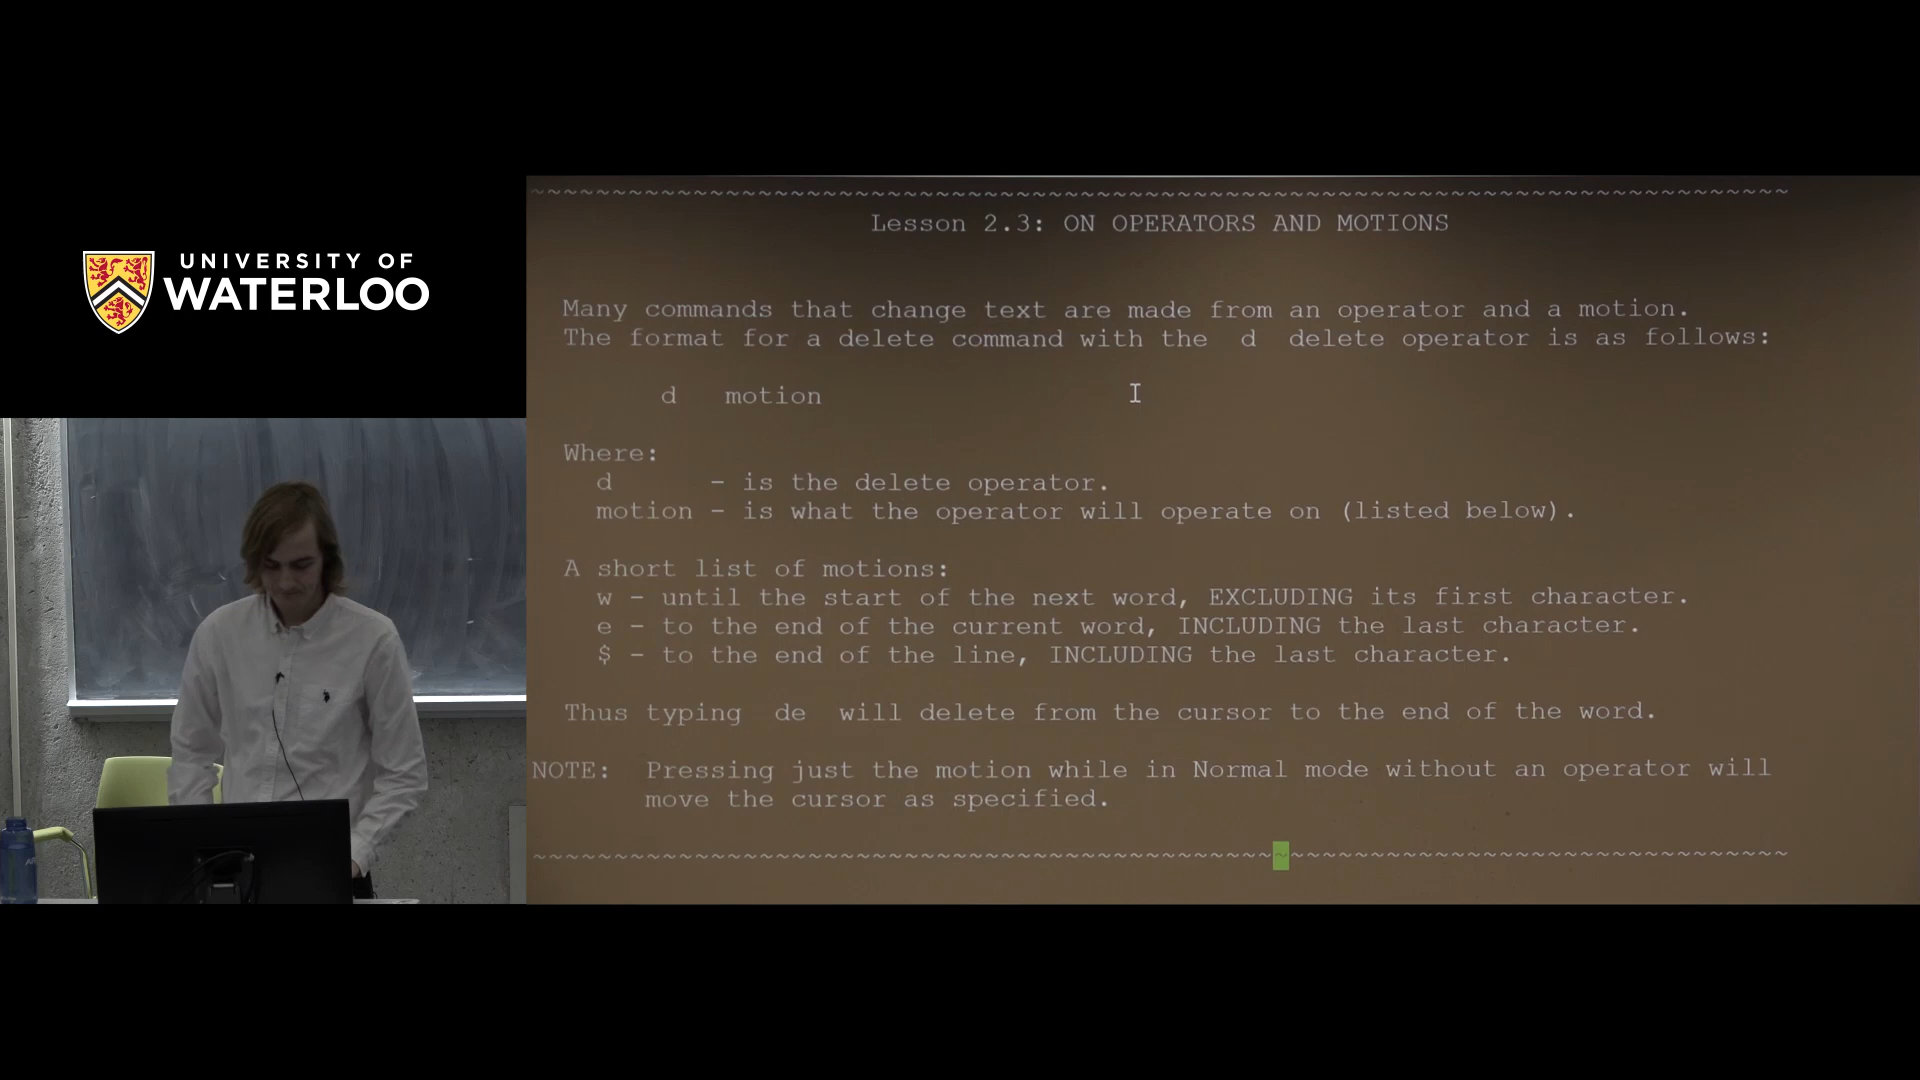 UNIVERSITY OF
WATERLOO
~~~~~~~~~~~~~~~~~~~~~~~~~~~~~~~~~~~~~~~~~~~~~~~~~~~~~~~~~~~~~~~~~~~~~~~~~~~~~~
Lesson 2.3: ON OPERATORS AND MOTIONS
Many commands that change text are made from an operator and a motion.
The format for a delete command with the  d  delete operator is as follows:
d   motion
Where:
d      - is the delete operator.
motion - is what the operator will operate on (listed below).
A short list of motions:
w - until the start of the next word, EXCLUDING its first character.
e - to the end of the current word, INCLUDING the last character.
$ - to the end of the line, INCLUDING the last character.
Thus typing  de  will delete from the cursor to the end of the word.
NOTE:  Pressing just the motion while in Normal mode without an operator will
move the cursor as specified.
~~~~~~~~~~~~~~~~~~~~~~~~~~~~~~~~~~~~~~~~~~~~~~~~~~~~~~~~~~~~~~~~~~~~~~~~~~~~~~